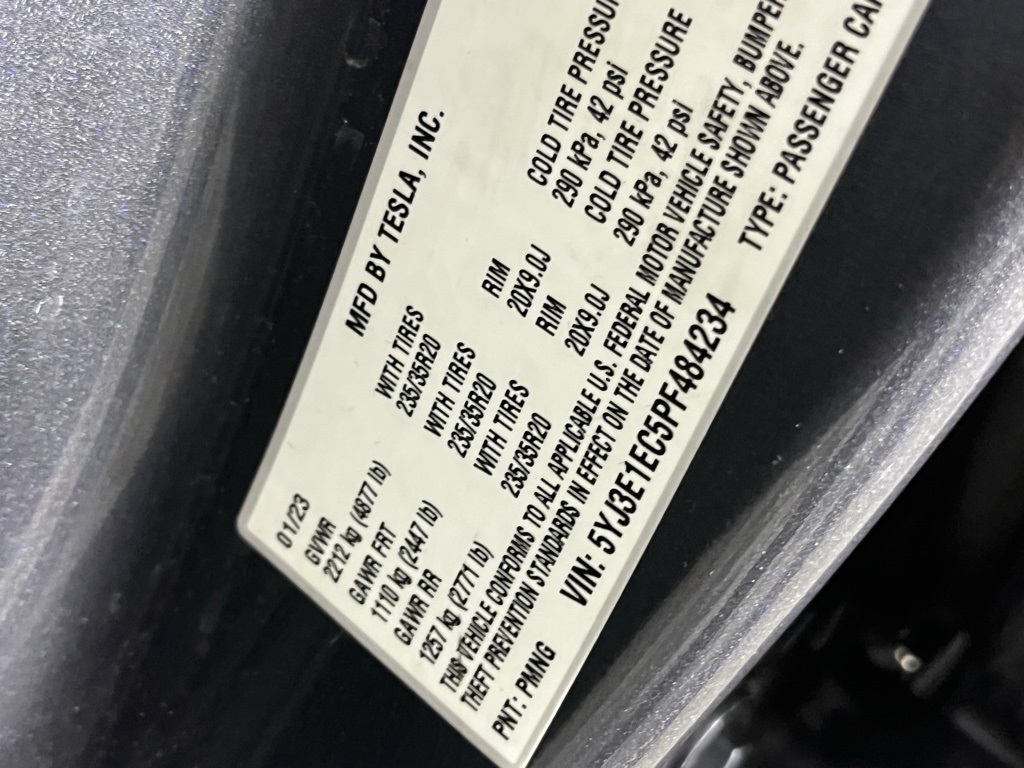 MFD BY TESLA, INC.
01/23
GVWR
2212 kg (4877 lb)
GAWR FRT WITH TIRES RIM COLD TIRE PRESSURE
1110 kg (2447 lb) 235/35R20 20X9.0J 290 kPa, 42 psi
GAWR RR WITH TIRES RIM COLD TIRE PRESSURE
1257 kg (2771 lb) 235/35R20 20X9.0J 290 kPa, 42 psi
WITH TIRES
235/35R20
THIS VEHICLE CONFORMS TO ALL APPLICABLE U.S. FEDERAL MOTOR VEHICLE SAFETY, BUMPER
THEFT PREVENTION STANDARDS IN EFFECT ON THE DATE OF MANUFACTURE SHOWN ABOVE.
VIN: 5YJ3E1EC5PF484234 TYPE: PASSENGER CAR
PNT: PMNG